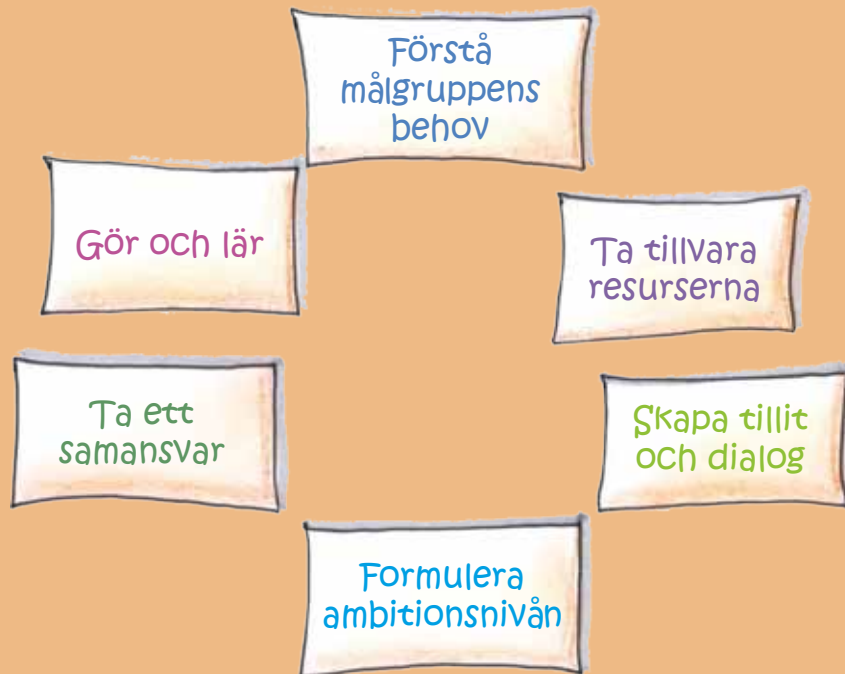 Förstå
målgruppens
behov
Gör och lär
Ta tillvara
resurserna
Ta ett
samansvar
Skapa tillit
och dialog
Formulera
ambitionsnivån